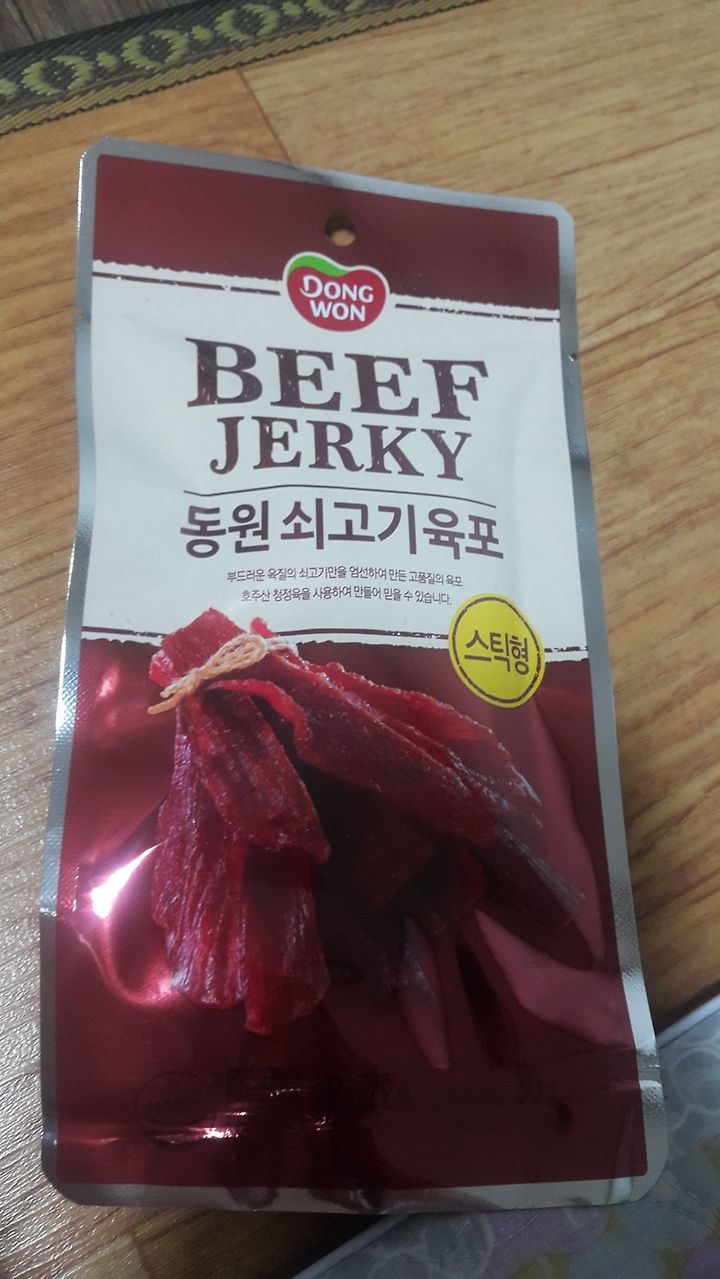 DONG
WON
BEEF
JERKY
동원 쇠고기육포
부드러운 육질의 쇠고기만을 엄선하여 만든 고품질의 육포
호주산 청정육을 사용하여 만들어 믿을 수 있습니다.
스틱형
30g